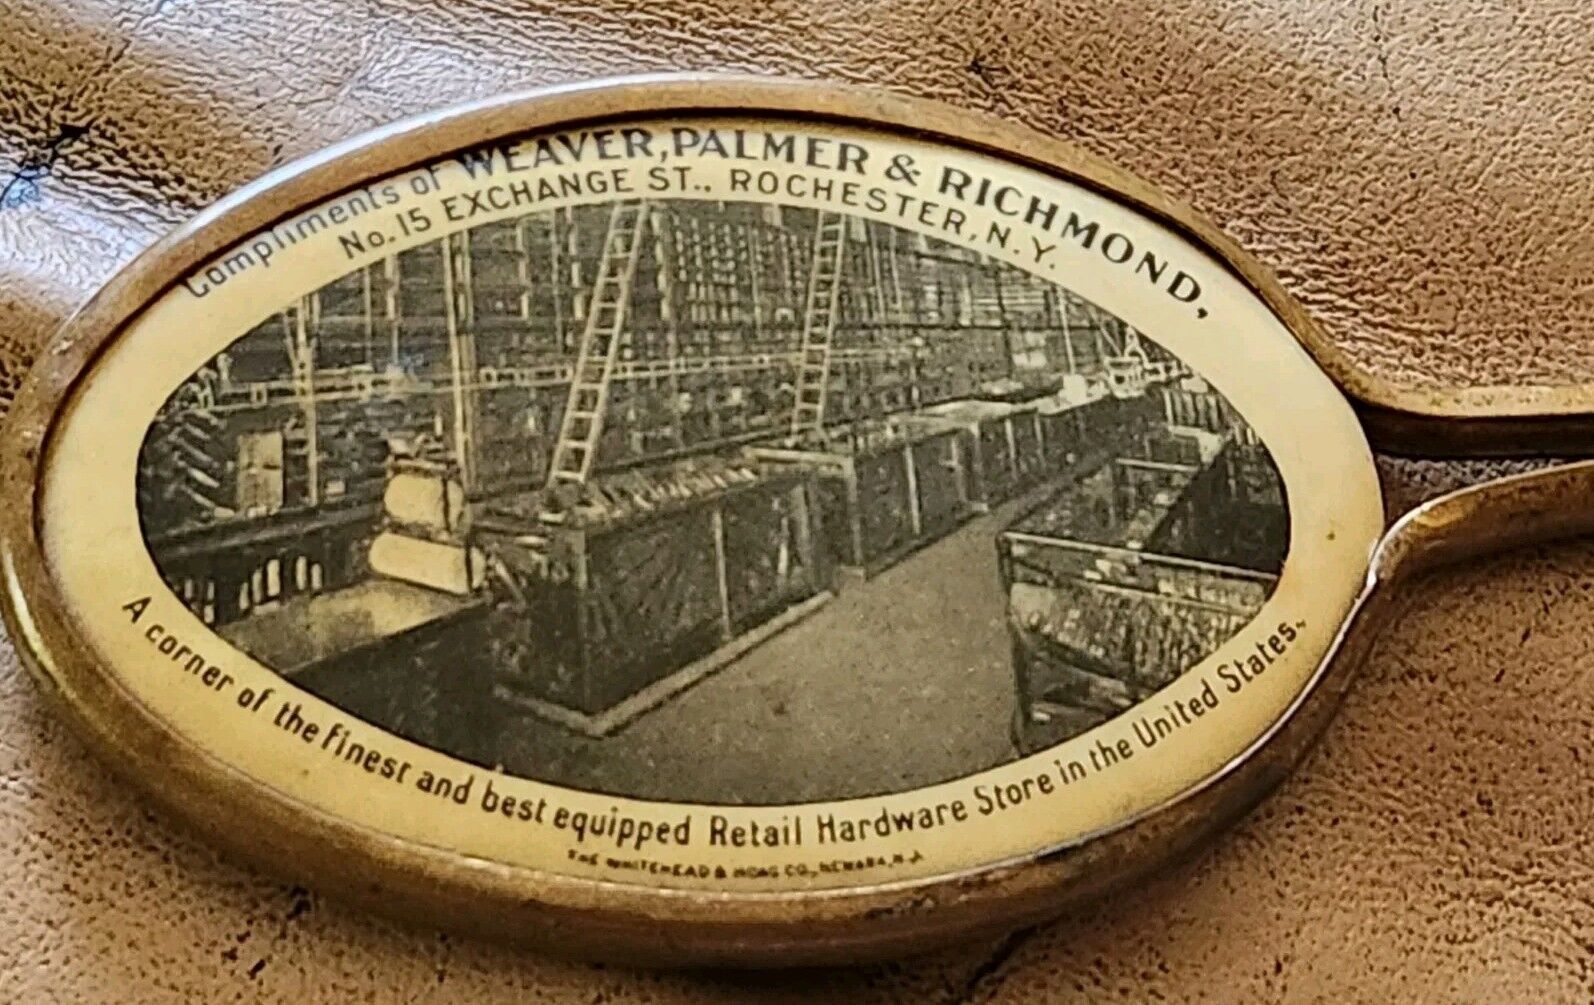 Compliments of WEAVER, PALMER & RICHMOND,
No. 15 EXCHANGE ST., ROCHESTER, N.Y.
A corner of the finest and best equipped Retail Hardware Store in the United States.
THE WHITEHEAD & HOAG CO., NEWARK, N.J.